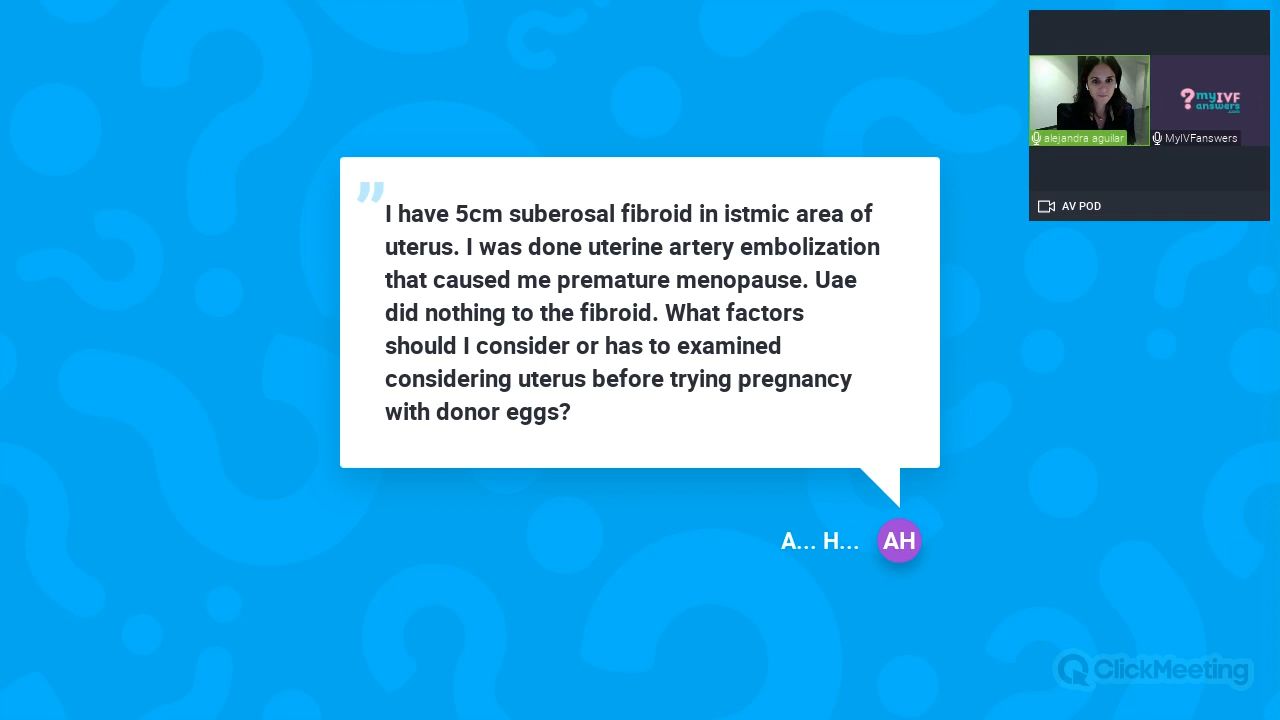 I have 5cm suberosal fibroid in istmic area of
uterus. I was done uterine artery embolization
that caused me premature menopause. Uae
did nothing to the fibroid. What factors
should I consider or has to examined
considering uterus before trying pregnancy
with donor eggs?
A... H...
AH
myIVF
answers
.com
alejandra aguilar
MyIVFanswers
AV POD
ClickMeeting